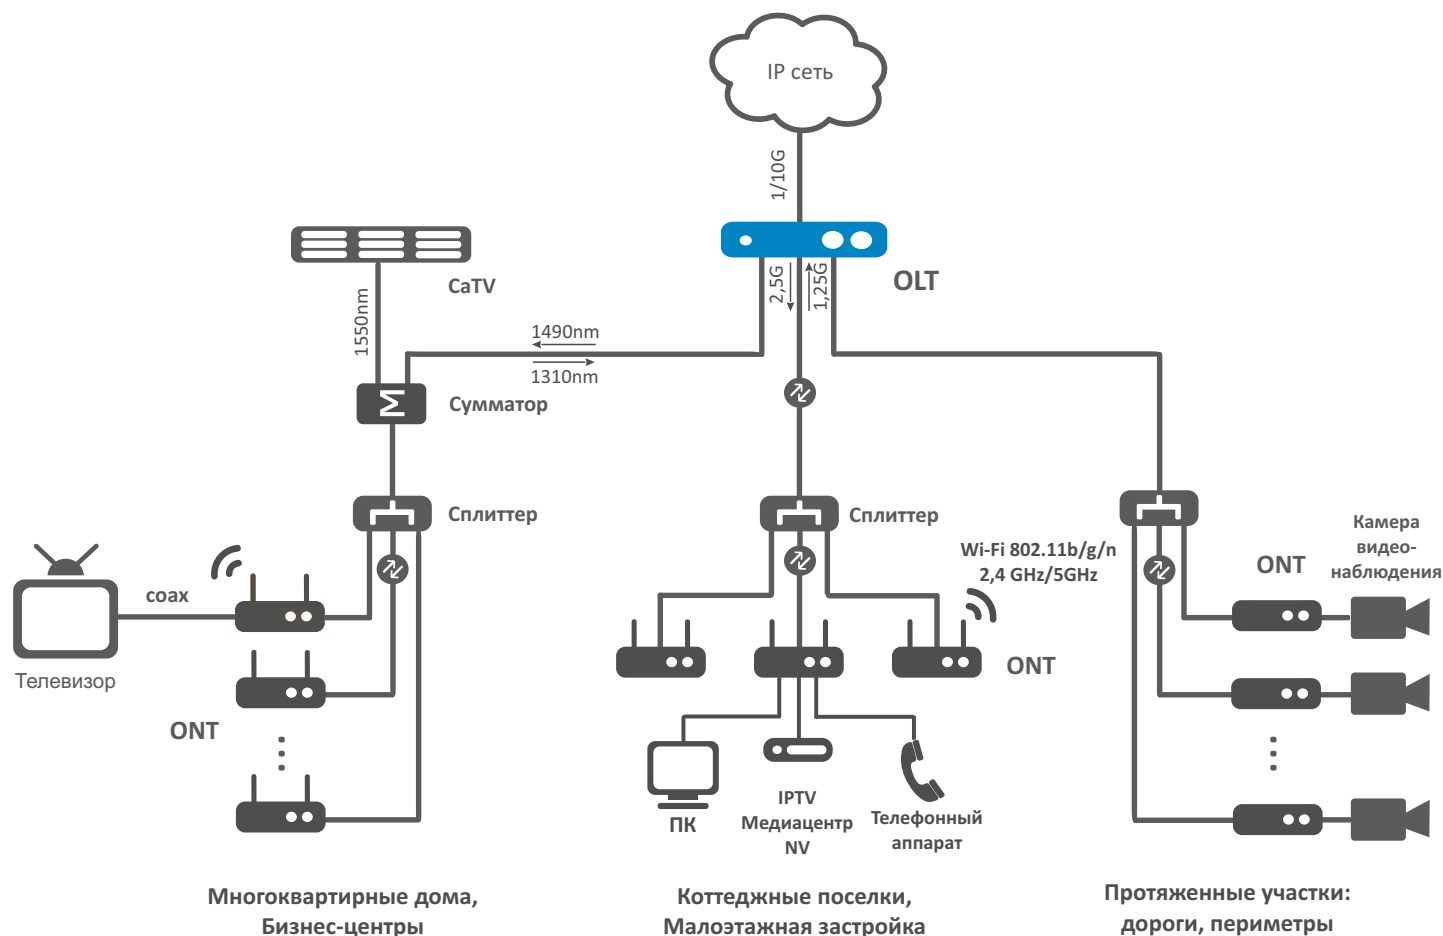 IP сеть
1/10G
OLT
2,5G
1,25G
CaTV
1550nm
1490nm
1310nm
Сумматор
Сплиттер
Сплиттер
coax
Телевизор
ONT
Wi-Fi 802.11b/g/n
2,4 GHz/5GHz
ONT
ПК
IPTV
Медиацентр
NV
Телефонный
аппарат
ONT
Камера
видео-
наблюдения
Многоквартирные дома,
Бизнес-центры
Коттеджные поселки,
Малоэтажная застройка
Протяженные участки:
дороги, периметры